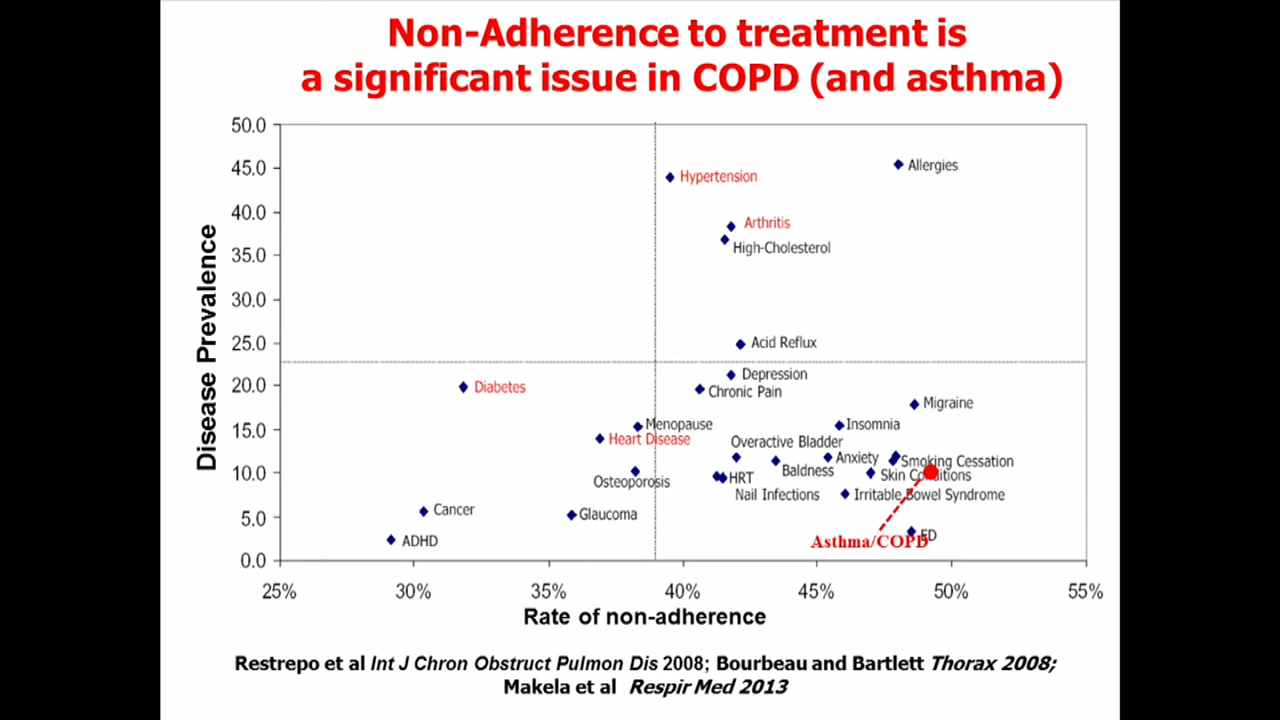 Non-Adherence to treatment is
a significant issue in COPD (and asthma)
50.0
45.0
40.0
35.0
30.0
25.0
20.0
15.0
10.0
5.0
0.0
Disease Prevalence
Allergies
Hypertension
Arthritis
High-Cholesterol
Acid Reflux
Depression
Diabetes
Chronic Pain
Migraine
Menopause
Insomnia
Heart Disease
Overactive Bladder
Anxiety
Smoking Cessation
Baldness
Skin Conditions
Osteoporosis
HRT
Nail Infections
Irritable Bowel Syndrome
Cancer
Glaucoma
ED
ADHD
Asthma/COPD
25%
30%
35%
40%
45%
50%
55%
Rate of non-adherence
Restrepo et al Int J Chron Obstruct Pulmon Dis 2008; Bourbeau and Bartlett Thorax 2008;
Makela et al Respir Med 2013